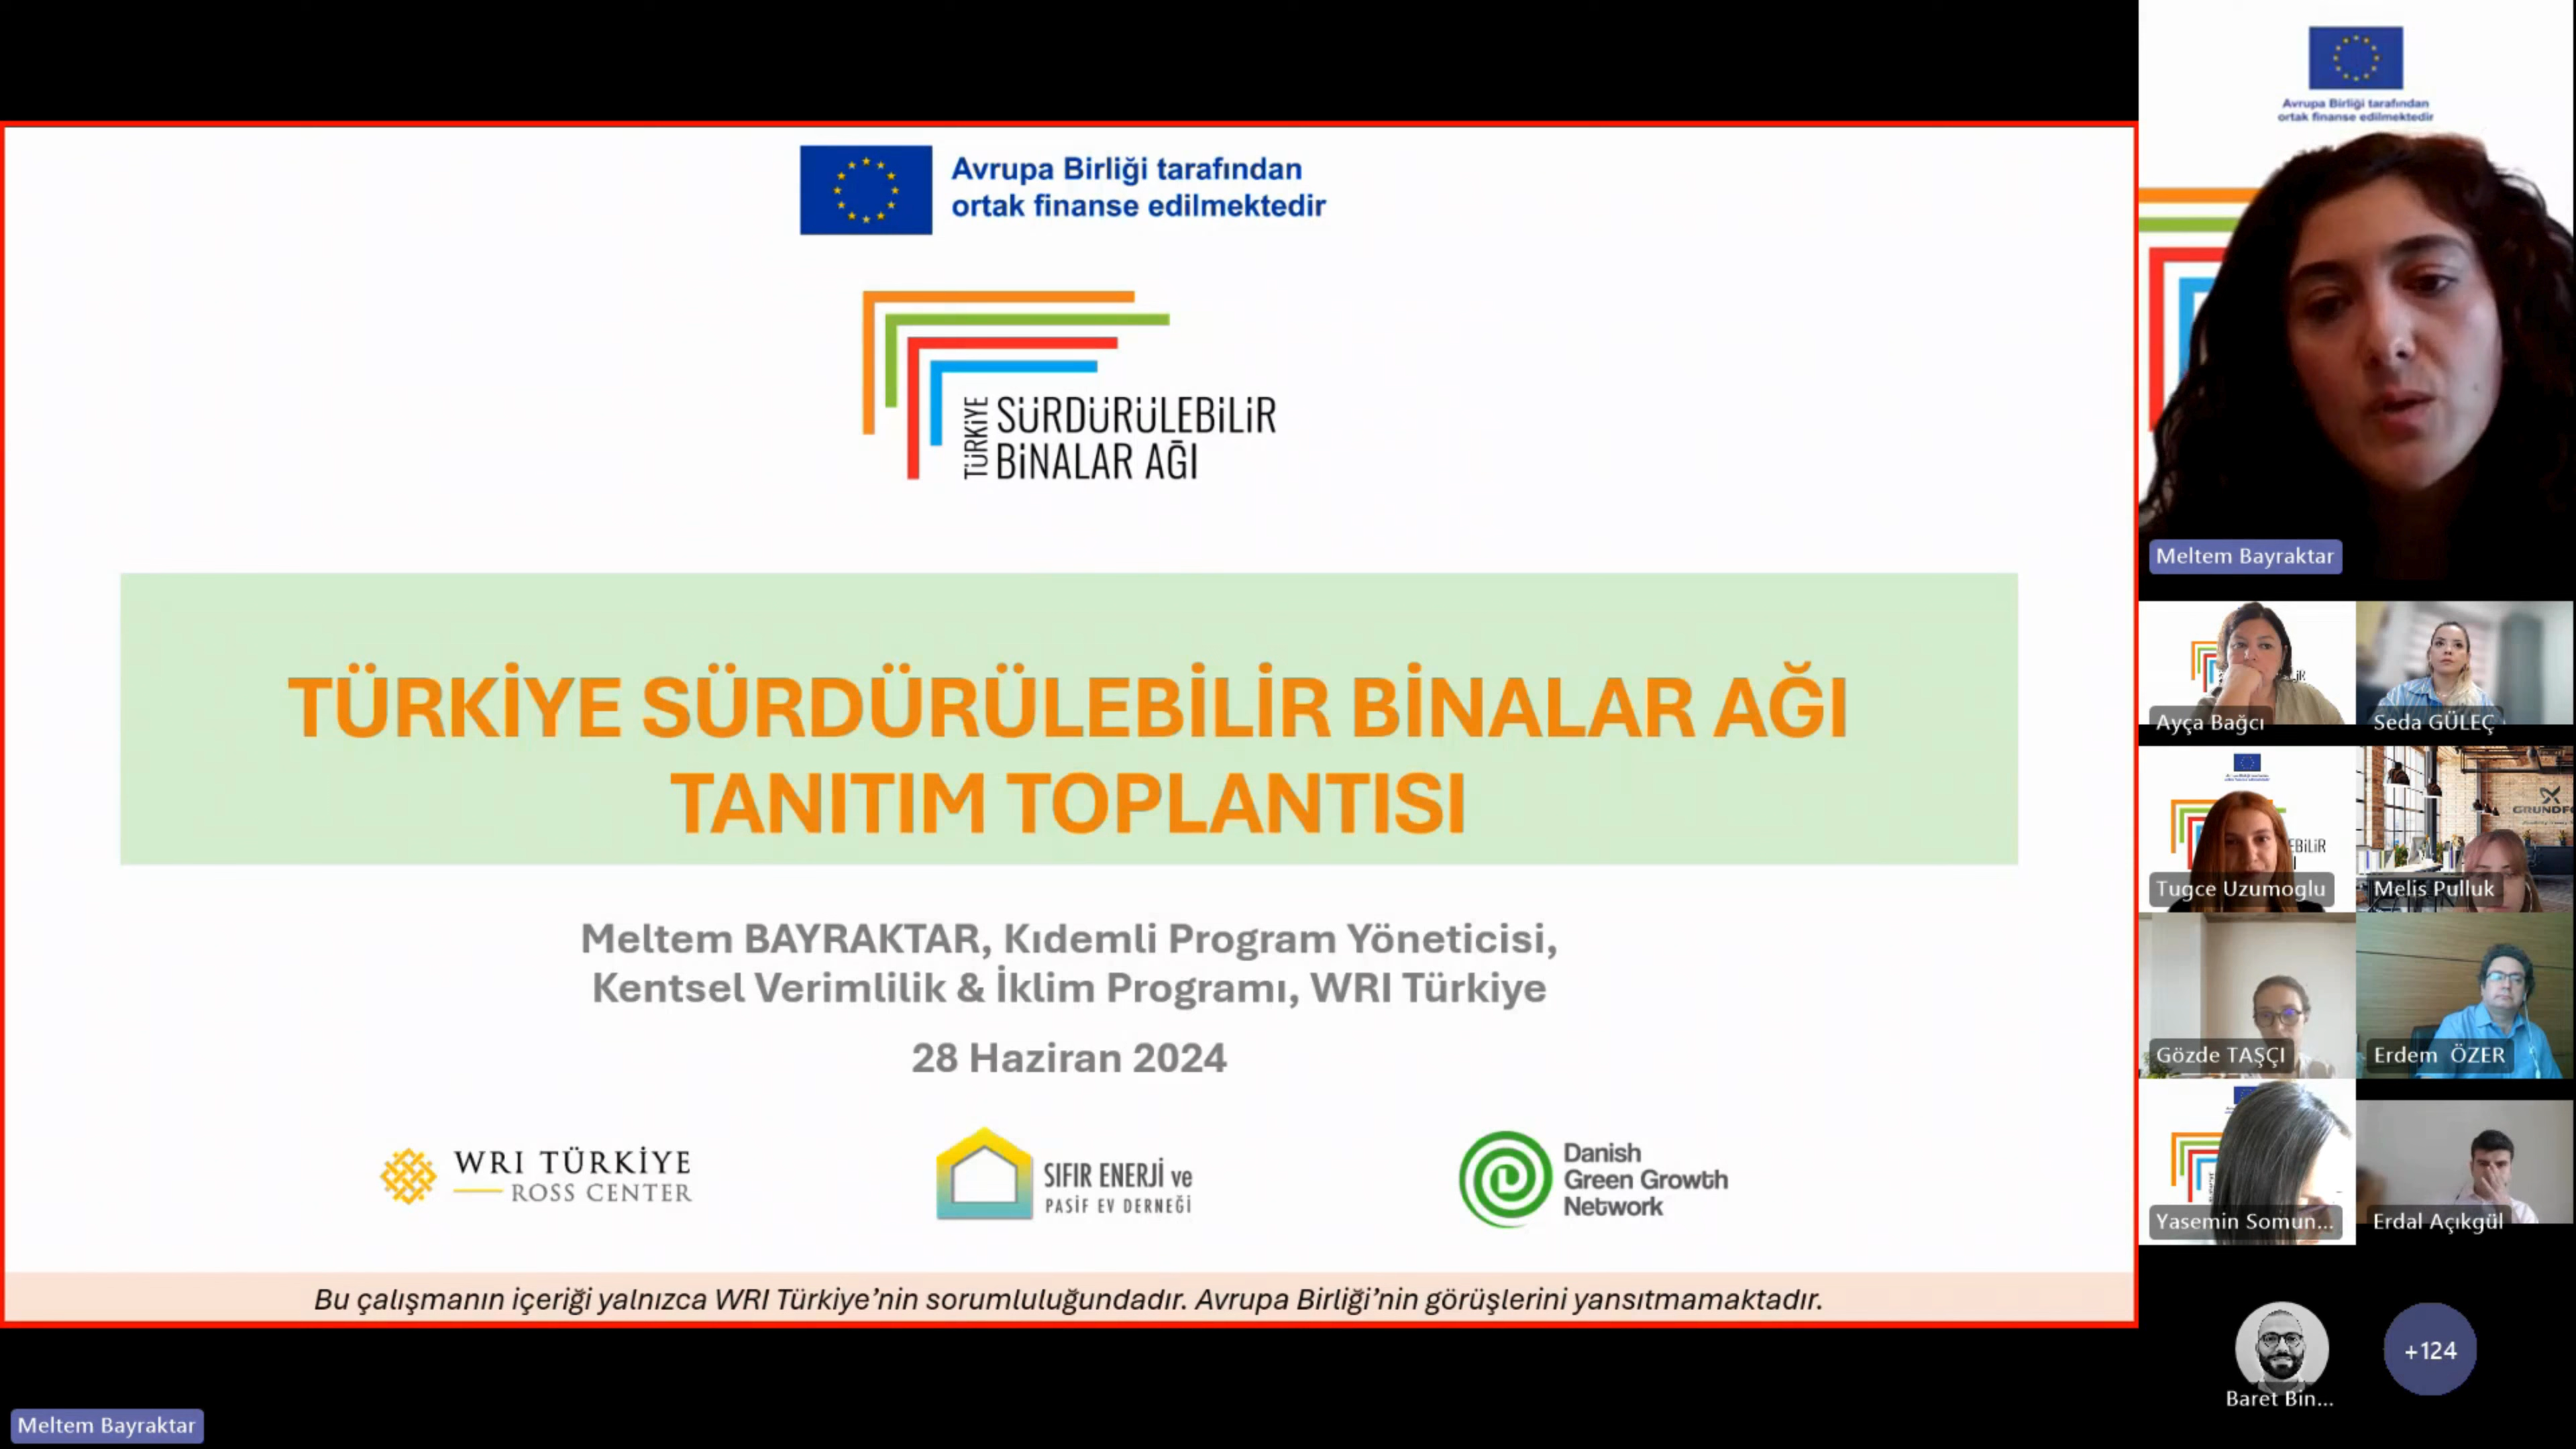 Avrupa Birliği tarafından
ortak finanse edilmektedir
TÜRKİYE
SÜRDÜRÜLEBİLİR
BİNALAR AĞI
TÜRKİYE SÜRDÜRÜLEBİLİR BİNALAR AĞI
TANITIM TOPLANTISI
Meltem BAYRAKTAR, Kıdemli Program Yöneticisi,
Kentsel Verimlilik & İklim Programı, WRI Türkiye
28 Haziran 2024
WRI TÜRKİYE
ROSS CENTER
SIFIR ENERJİ ve
PASİF EV DERNEĞİ
Danish
Green Growth
Network
Bu çalışmanın içeriği yalnızca WRI Türkiye’nin sorumluluğundadır. Avrupa Birliği’nin görüşlerini yansıtmamaktadır.
Meltem Bayraktar
Avrupa Birliği tarafından
ortak finanse edilmektedir
Meltem Bayraktar
Ayça Bağcı
Seda GÜLEÇ
Tugce Uzumoglu
Melis Pulluk
Gözde TAŞÇI
Erdem ÖZER
Yasemin Somun...
Erdal Açıkgül
Baret Bin...
+124